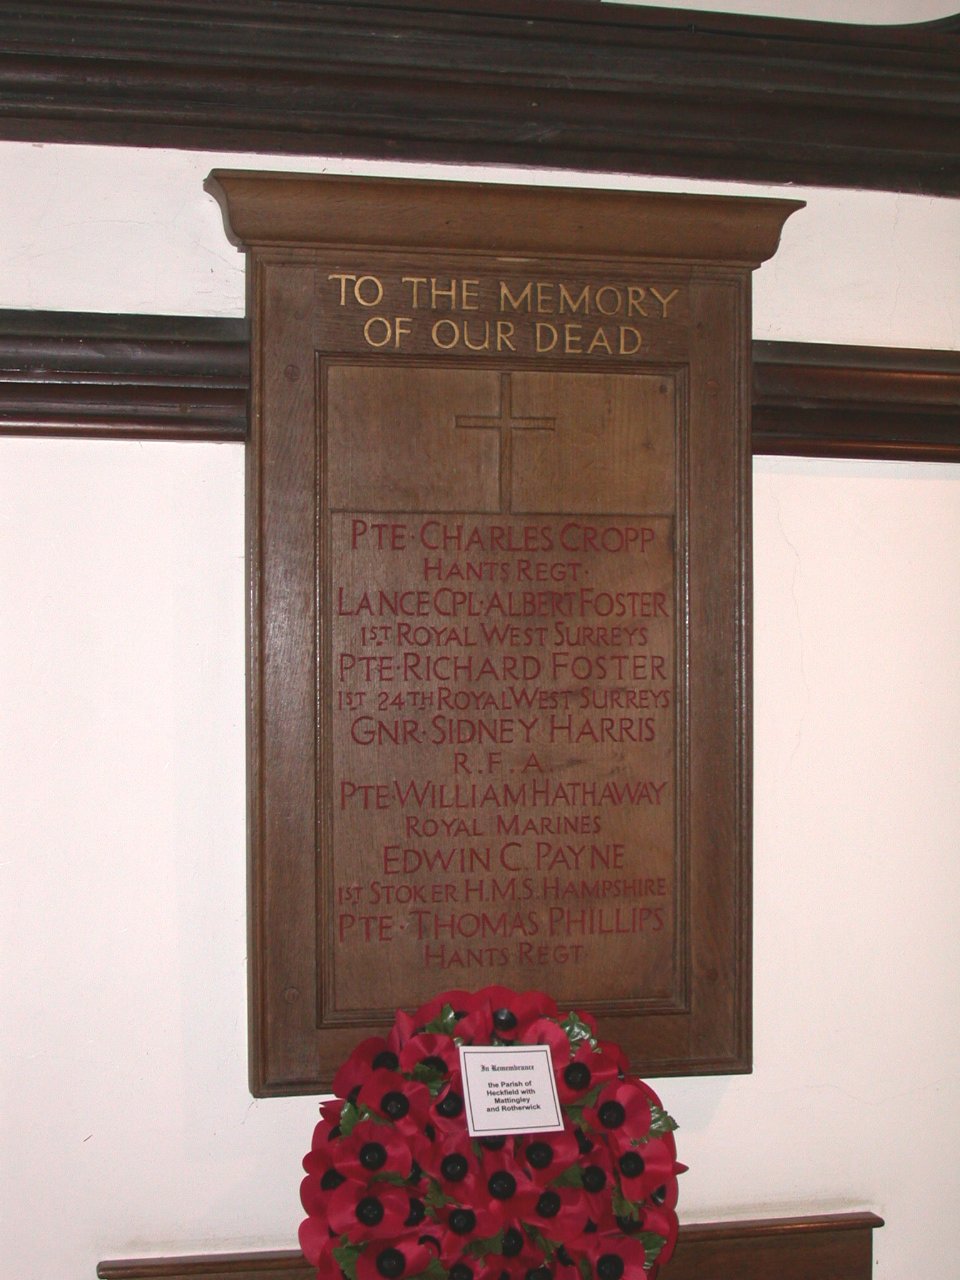 TO THE MEMORY
OF OUR DEAD
PTE · CHARLES CROPP
HANTS REGT ·
LANCE CPL · ALBERT FOSTER
1ST ROYAL WEST SURREYS
PTE · RICHARD FOSTER
1ST 24TH ROYAL WEST SURREYS
GNR · SIDNEY HARRIS
R . F . A .
PTE · WILLIAM HATHAWAY
ROYAL MARINES
EDWIN C. PAYNE
1ST STOKER H.M.S. HAMPSHIRE
PTE · THOMAS PHILLIPS
HANTS REGT ·
In Remembrance
the Parish of
Heckfield with
Mattingley
and Rotherwick